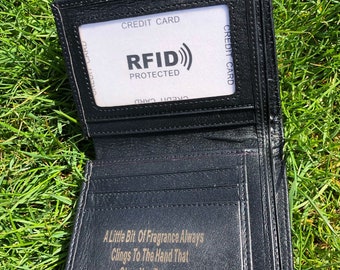 CREDIT CARD
CREDIT CARD
RFID
PROTECTED
CREDIT CARD
A Little Bit Of Fragrance Always
Clings To The Hand That